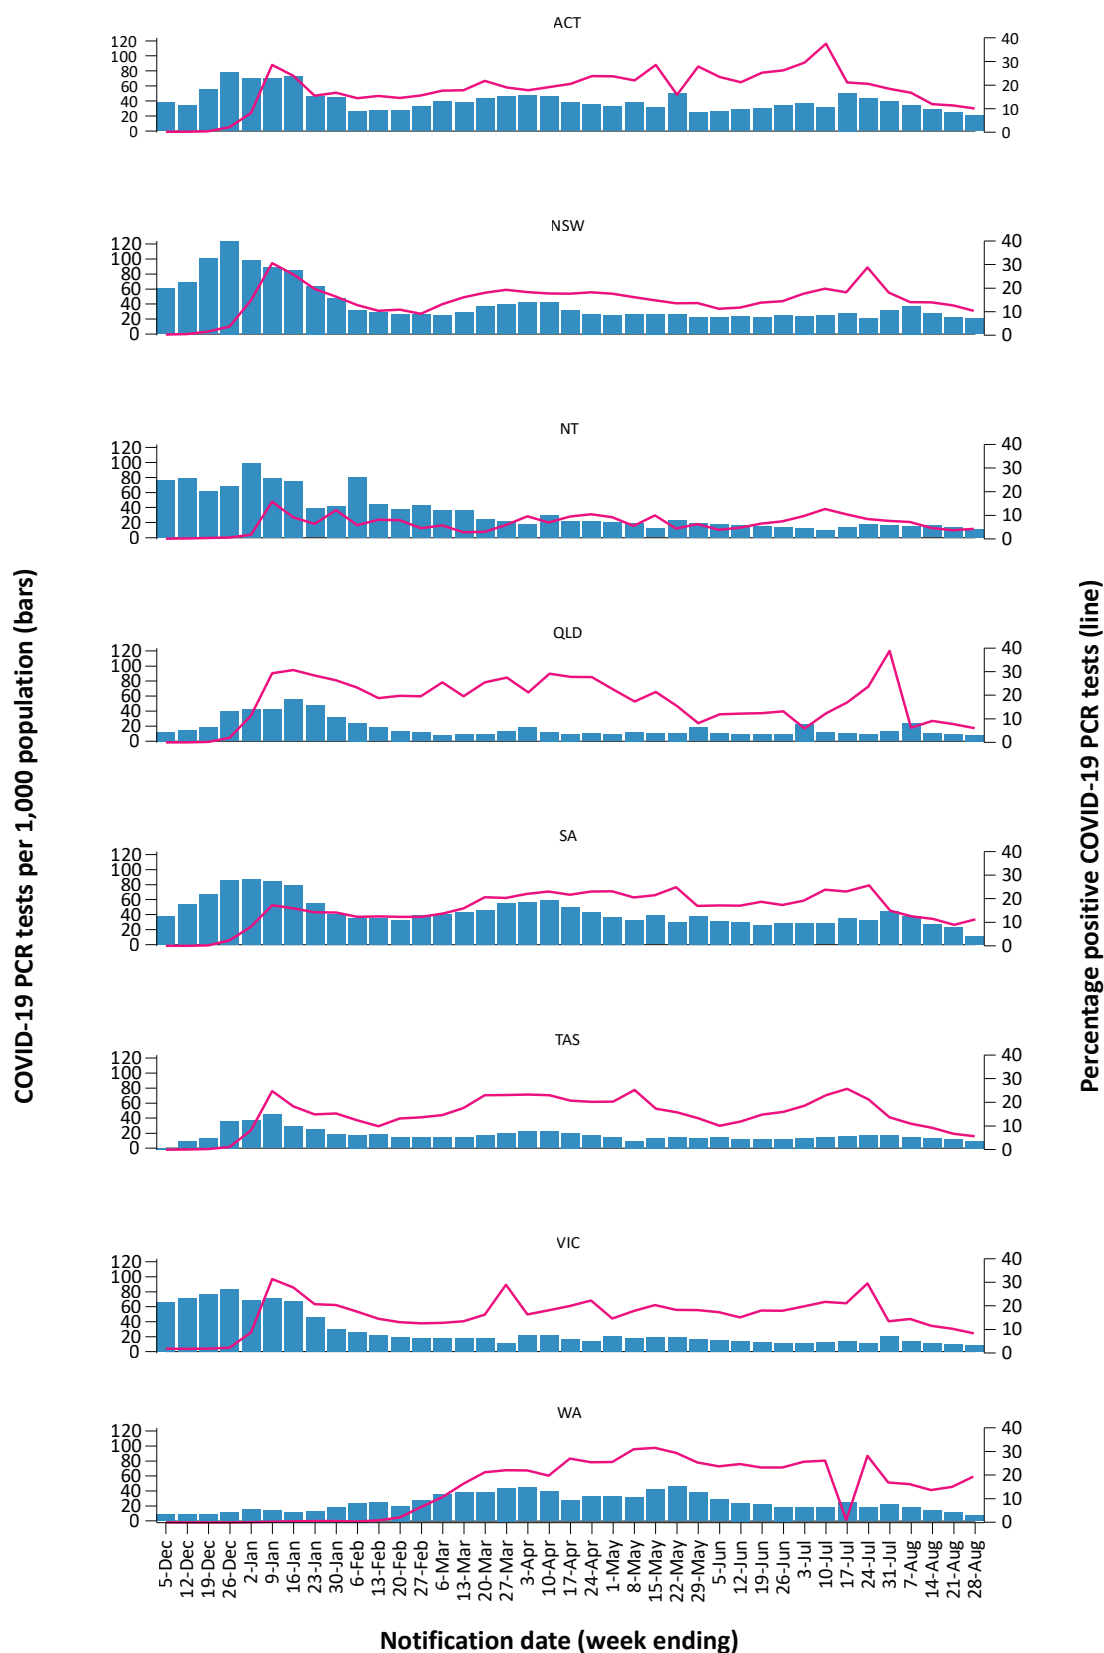 ACT
120
100
80
60
40
20
0
40
30
20
10
0
NSW
120
100
80
60
40
20
0
40
30
20
10
0
NT
120
100
80
60
40
20
0
40
30
20
10
0
QLD
120
100
80
60
40
20
0
40
30
20
10
0
SA
120
100
80
60
40
20
0
40
30
20
10
0
TAS
120
100
80
60
40
20
0
40
30
20
10
0
VIC
120
100
80
60
40
20
0
40
30
20
10
0
WA
120
100
80
60
40
20
0
40
30
20
10
0
COVID-19 PCR tests per 1,000 population (bars)
Percentage positive COVID-19 PCR tests (line)
5-Dec
12-Dec
19-Dec
26-Dec
2-Jan
9-Jan
16-Jan
23-Jan
30-Jan
6-Feb
13-Feb
20-Feb
27-Feb
6-Mar
13-Mar
20-Mar
27-Mar
3-Apr
10-Apr
17-Apr
24-Apr
1-May
8-May
15-May
22-May
29-May
5-Jun
12-Jun
19-Jun
26-Jun
3-Jul
10-Jul
17-Jul
24-Jul
31-Jul
7-Aug
14-Aug
21-Aug
28-Aug
Notification date (week ending)